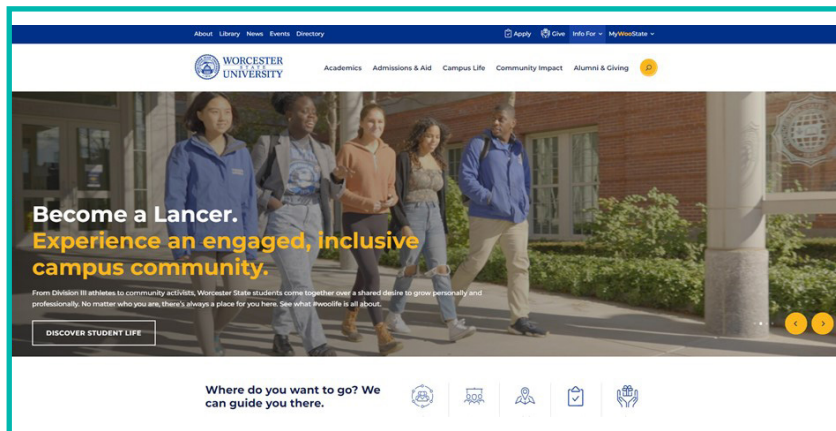 About Library News Events Directory
Apply Give Info For MyWooState
WORCESTER
STATE
UNIVERSITY
Academics Admissions & Aid Campus Life Community Impact Alumni & Giving
Become a Lancer.
Experience an engaged, inclusive
campus community.
From Division III athletes to community activists, Worcester State students come together over a shared desire to grow personally and
professionally. No matter who you are, there's always a place for you here. See what #woolife is all about.
DISCOVER STUDENT LIFE
Where do you want to go? We
can guide you there.